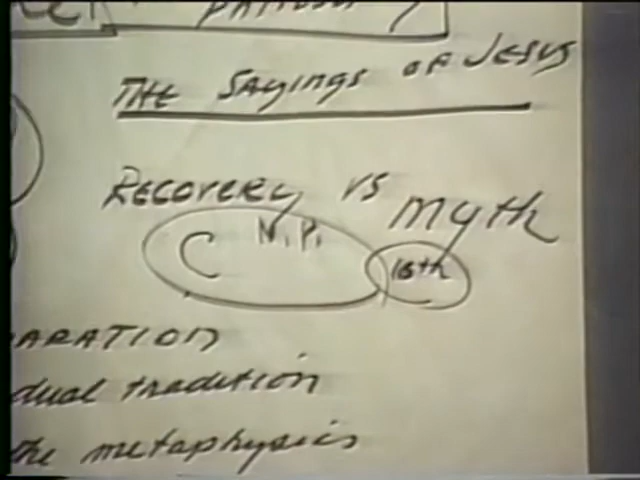 THE SAYINGS OF JESUS
RECOVERY VS MYTH
C N.P. 16th
ARATION
dual tradition
the metaphysics